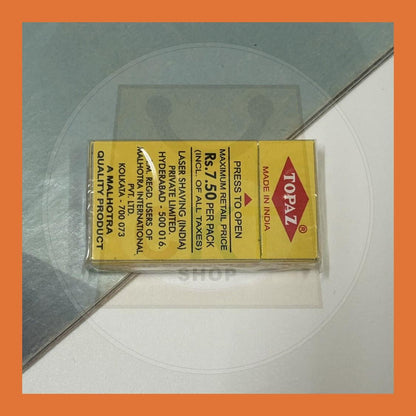 TOPAZ
®
MADE IN INDIA
PRESS TO OPEN
MAXIMUM RETAIL PRICE
Rs.7.50 PER PACK
(INCL. OF ALL TAXES)
LASER SHAVING (INDIA)
PRIVATE LIMITED.
HYDERABAD - 500 016.
M. REGD. USERS OF
MALHOTRA INTERNATIONAL
PVT. LTD.
KOLKATA - 700 073
A MALHOTRA
QUALITY PRODUCT
SHOP